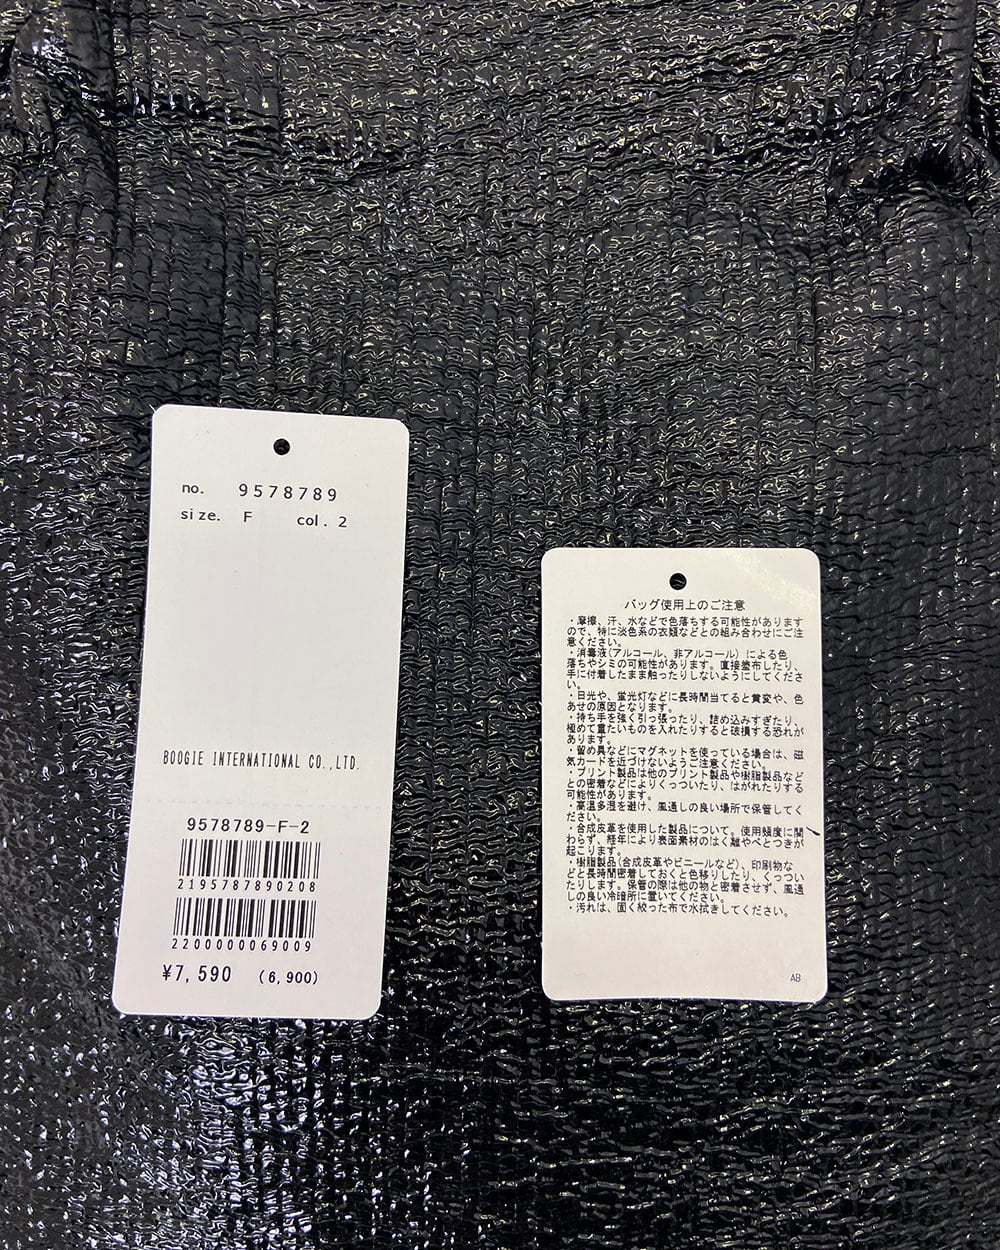 no. 9578789
size. F col. 2
BOOGIE INTERNATIONAL CO.,LTD.
9578789-F-2
2195787890208
2200000069009
¥7,590 (6,900)
バッグ使用上のご注意
・摩擦、汗、水などで色落ちする可能性があります
ので、特に淡色系の衣類などとの組み合わせにご注
意ください。
・消毒液(アルコール、非アルコール)による色
落ちやシミの可能性があります。直接塗布したり、
手に付着したまま触ったりしないようにしてくださ
い。
・日光や、蛍光灯などに長時間当てると黄変や、色
あせの原因となります。
・持ち手を強く引っ張ったり、詰め込みすぎたり、
極めて重たいものを入れたりすると破損する恐れが
あります。
・留め具などにマグネットを使っている場合は、磁
気カードを近づけないようご注意ください。
・プリント製品は他のプリント製品や樹脂製品など
との密着などによりくっついたり、はがれたりする
可能性があります。
・高温多湿を避け、風通しの良い場所で保管してく
ださい。
・合成皮革を使用した製品について。使用頻度に関
わらず、経年により表面素材のはく離やべとつきが
起こります。
・樹脂製品(合成皮革やビニールなど)、印刷物な
どと長時間密着しておくと色移りしたり、くっつい
たりします。保管の際は他の物と密着させず、風通
しの良い冷暗所に置いてください。
・汚れは、固く絞った布で水拭きしてください。
AB